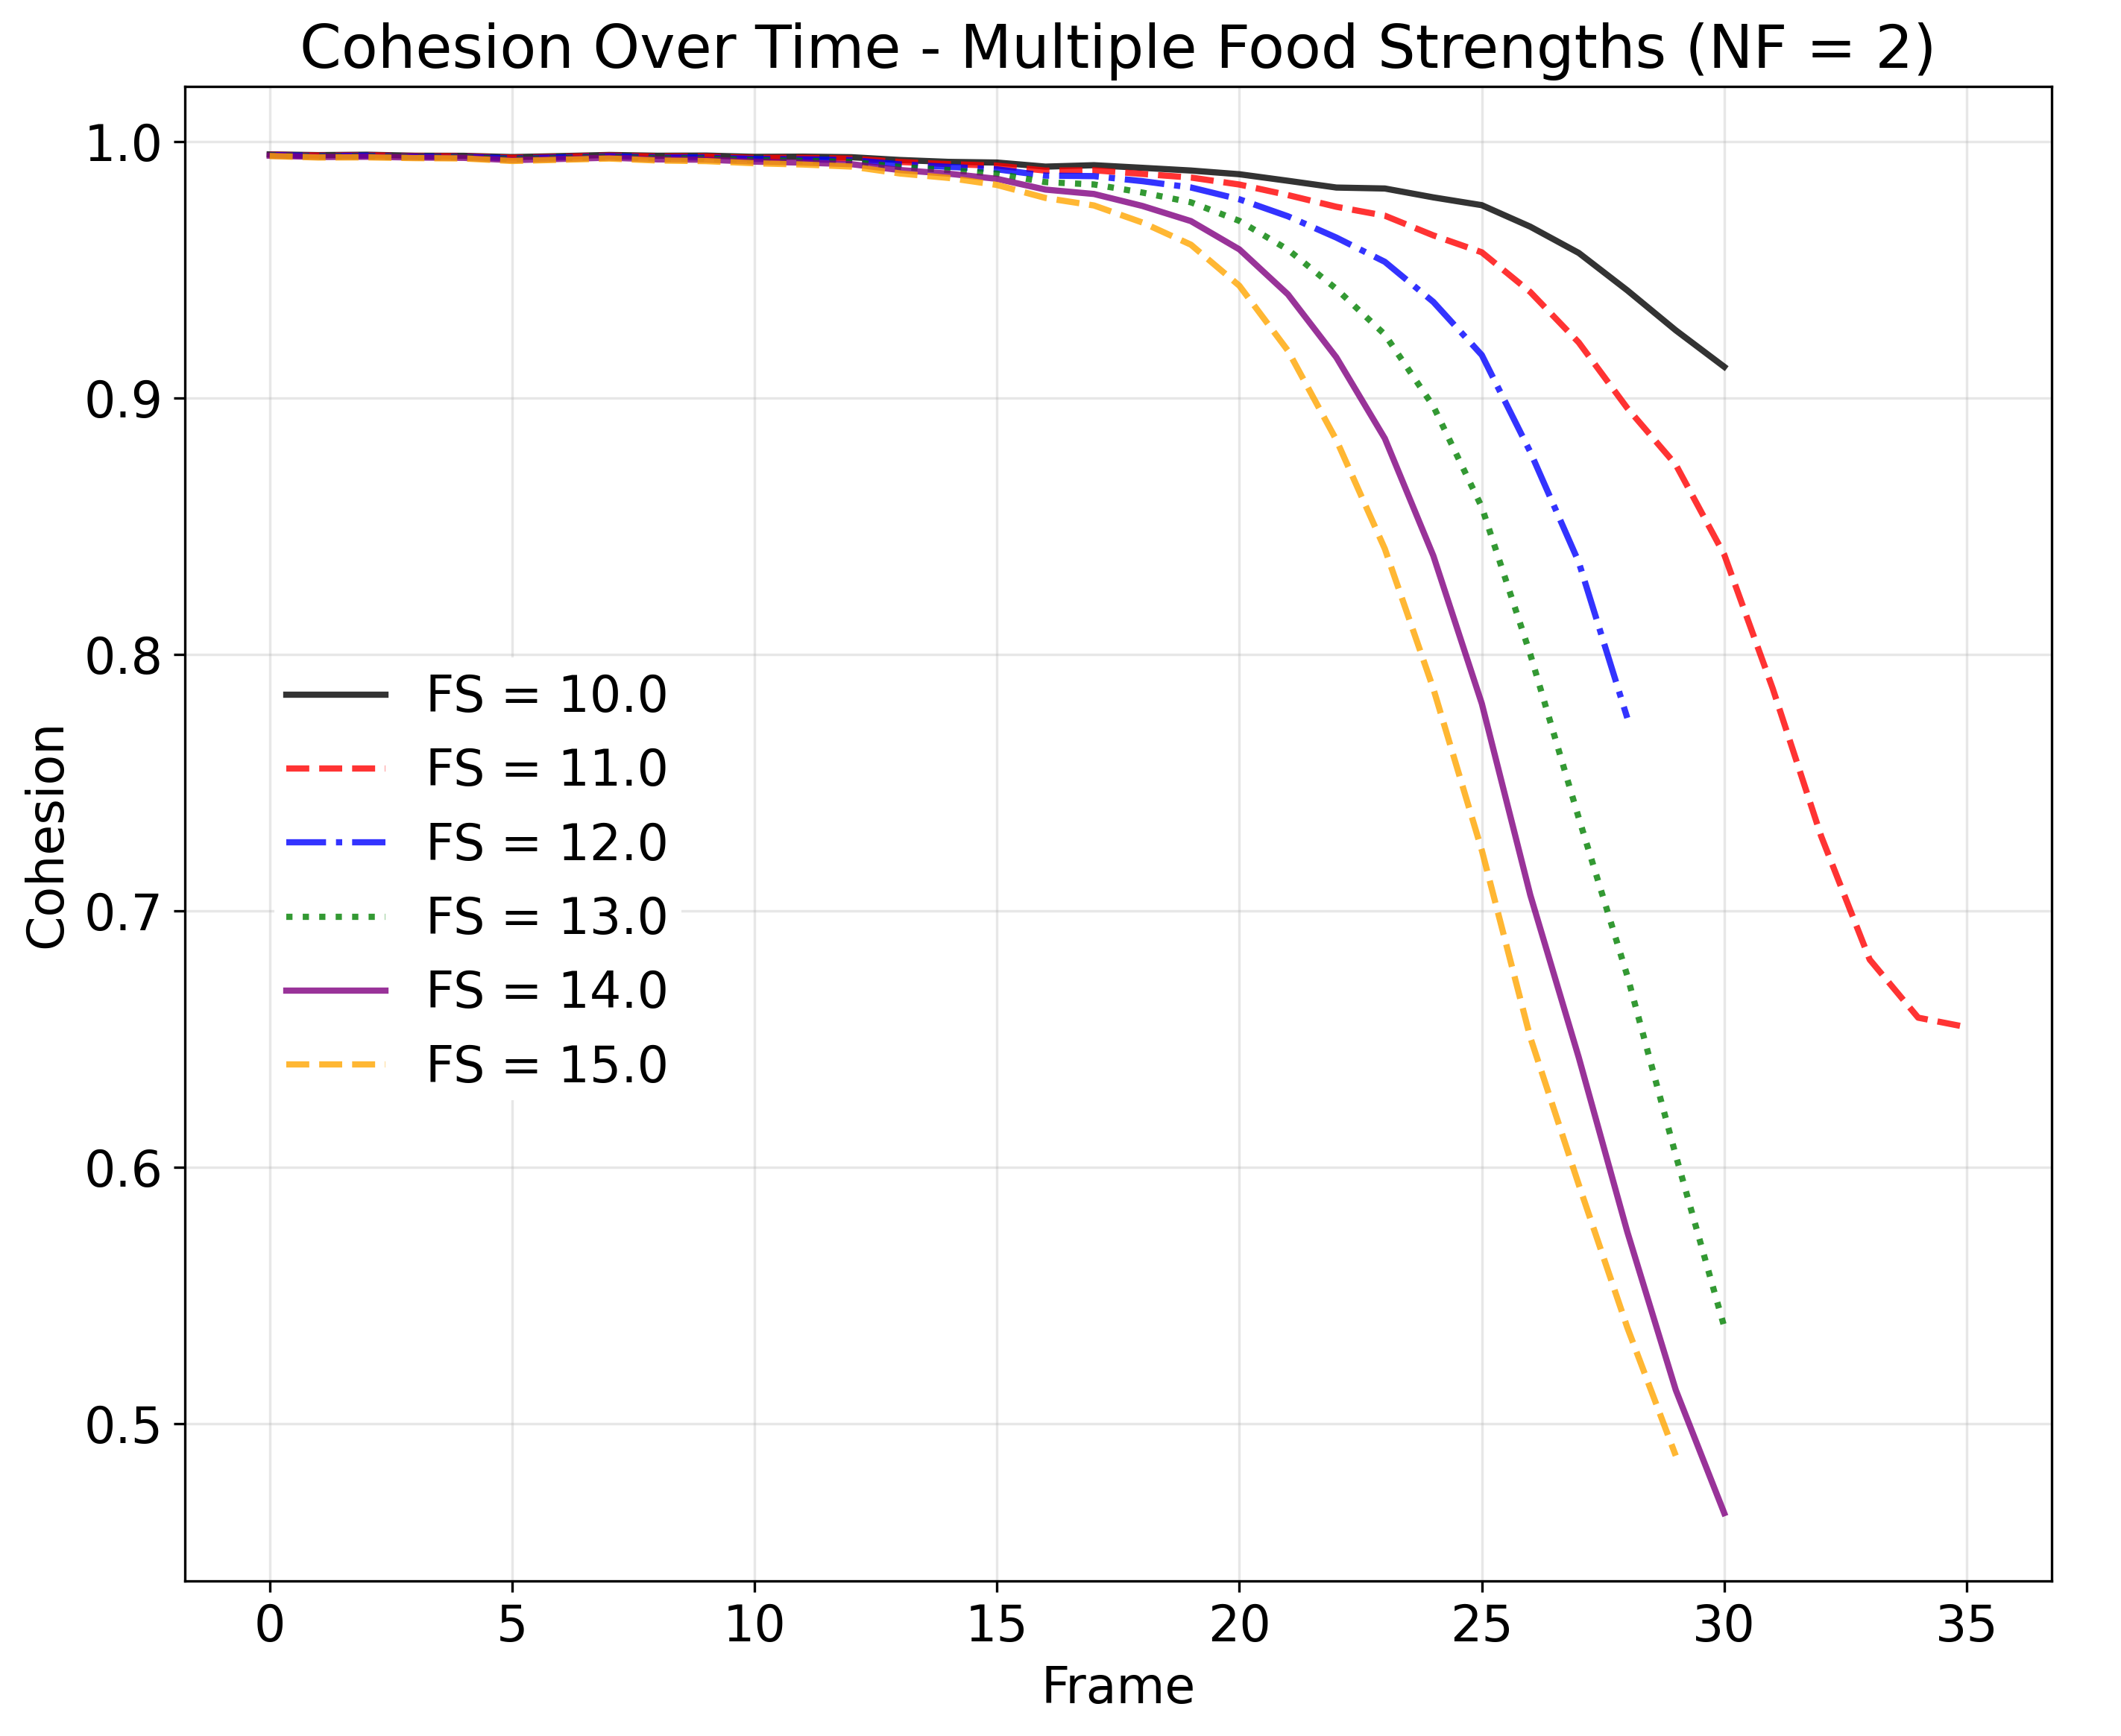 Cohesion Over Time - Multiple Food Strengths (NF = 2)
1.0
0.9
0.8
0.7
0.6
0.5
Cohesion
FS = 10.0
FS = 11.0
FS = 12.0
FS = 13.0
FS = 14.0
FS = 15.0
0 5 10 15 20 25 30 35
Frame